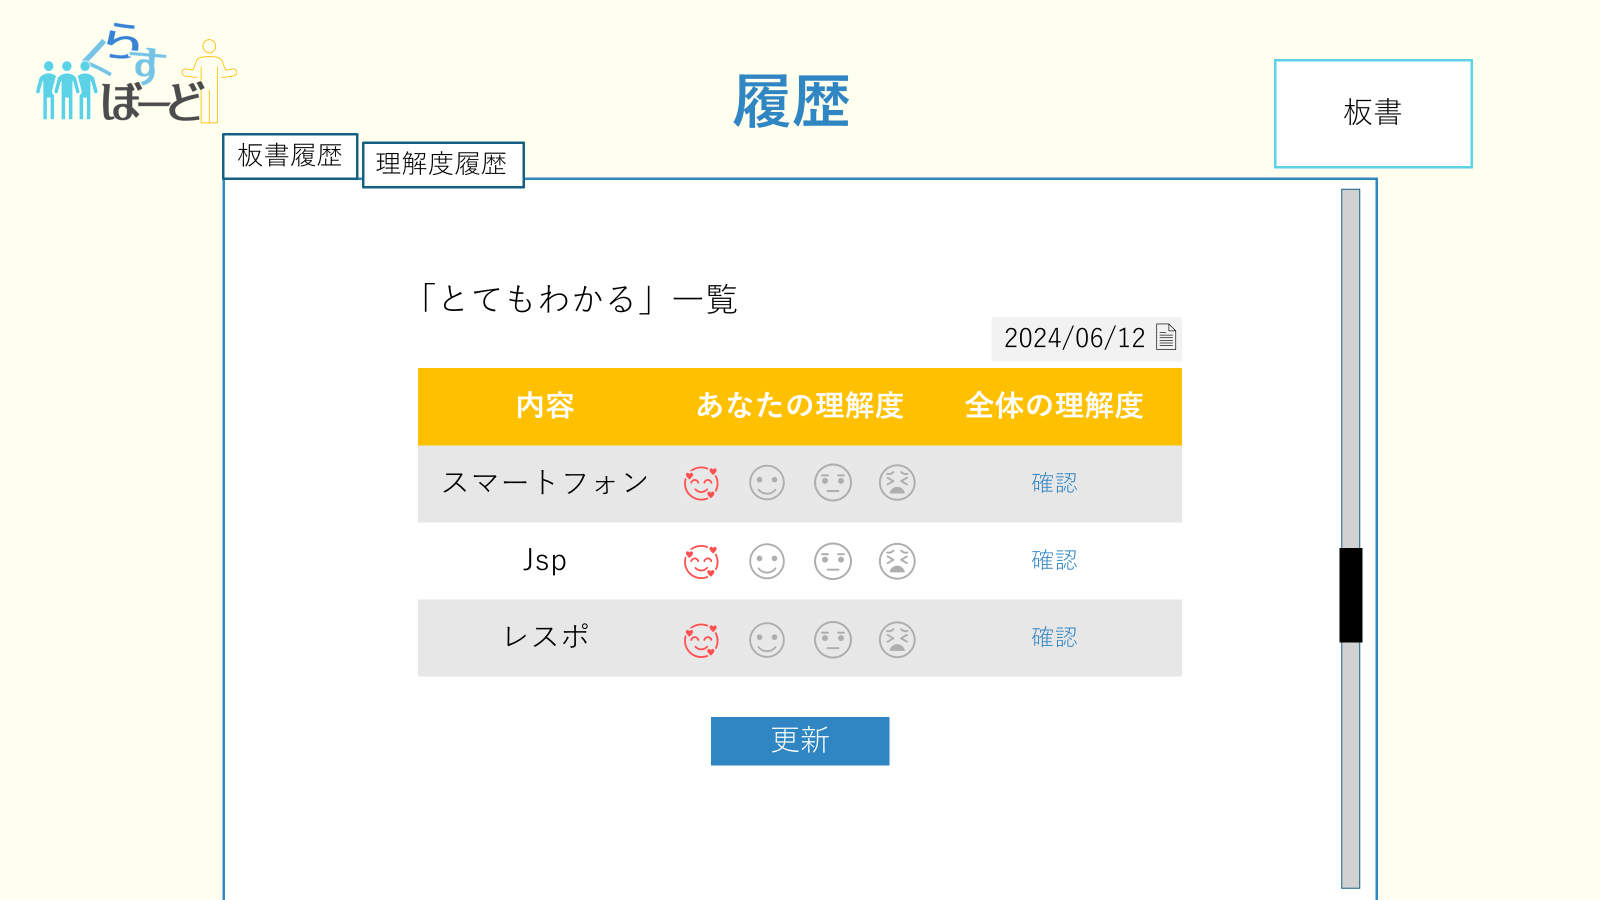 くらす
ぼーど
履歴
板書
板書履歴
理解度履歴
「とてもわかる」一覧
2024/06/12
内容 あなたの理解度 全体の理解度
スマートフォン 確認
Jsp 確認
レスポ 確認
更新